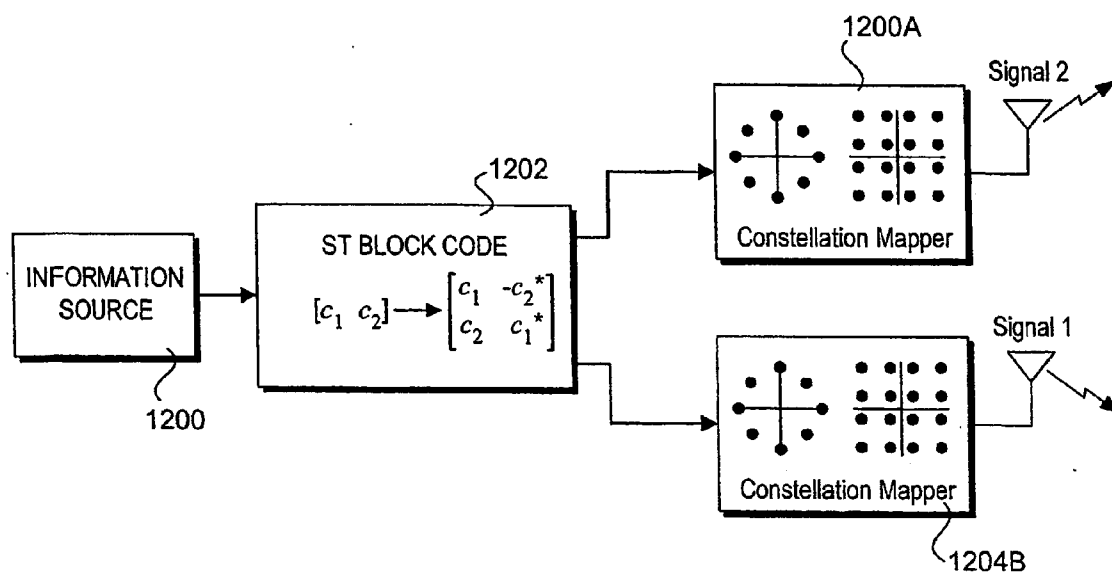 1200A
Signal 2
Constellation Mapper
1202
ST BLOCK CODE
[c₁ c₂] → [c₁ -c₂*
c₂ c₁*]
INFORMATION
SOURCE
1200
Signal 1
Constellation Mapper
1204B